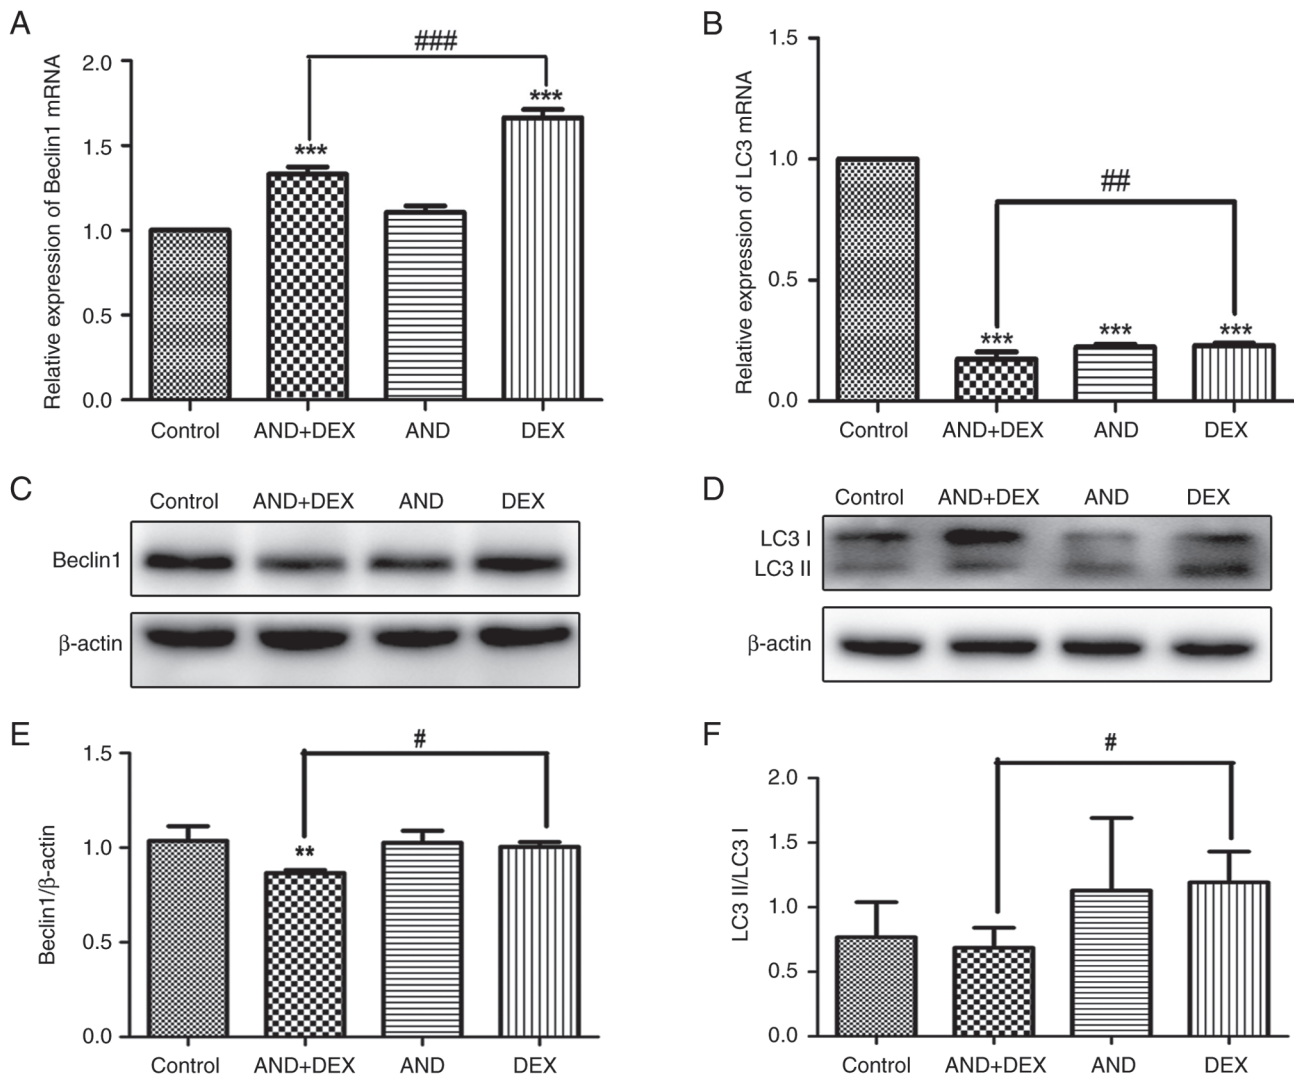 A
Relative expression of Beclin1 mRNA
2.0
1.5
1.0
0.5
0.0
###
***
***
Control AND+DEX AND DEX
B
Relative expression of LC3 mRNA
1.5
1.0
0.5
0.0
##
*** *** ***
Control AND+DEX AND DEX
C
Control AND+DEX AND DEX
Beclin1
β-actin
D
Control AND+DEX AND DEX
LC3 I
LC3 II
β-actin
E
Beclin1/β-actin
1.5
1.0
0.5
0.0
#
**
Control AND+DEX AND DEX
F
LC3 II/LC3 I
2.0
1.5
1.0
0.5
0.0
#
Control AND+DEX AND DEX